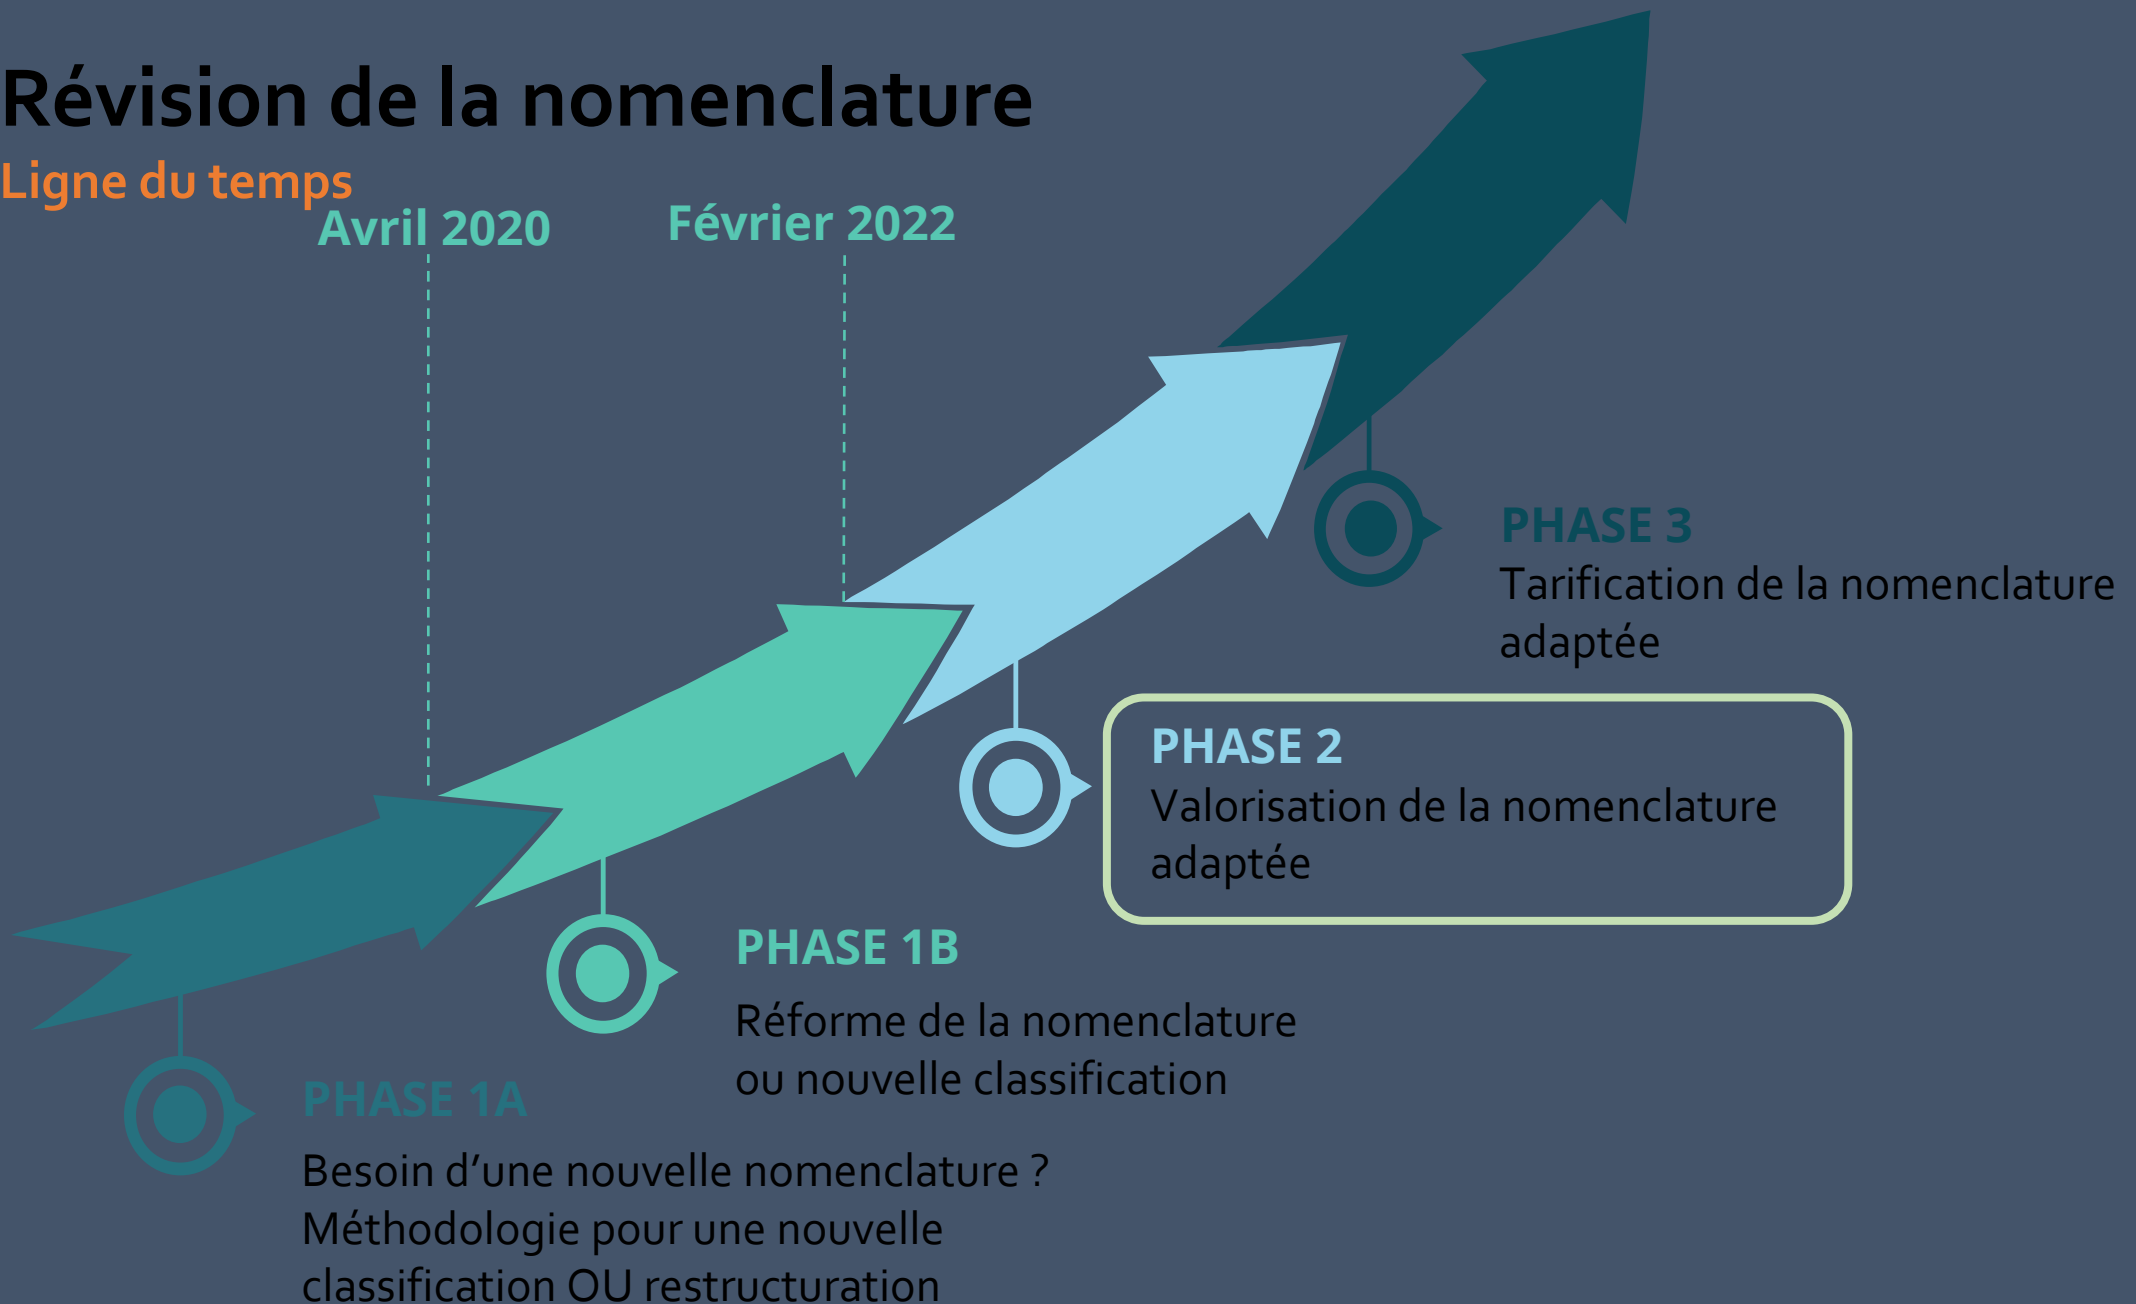 Révision de la nomenclature
Ligne du temps
Avril 2020
Février 2022
PHASE 3
Tarification de la nomenclature
adaptée
PHASE 2
Valorisation de la nomenclature
adaptée
PHASE 1B
Réforme de la nomenclature
ou nouvelle classification
PHASE 1A
Besoin d’une nouvelle nomenclature ?
Méthodologie pour une nouvelle
classification OU restructuration